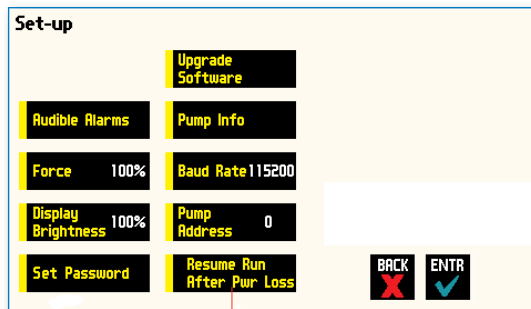 Set-up
Upgrade
Software
Audible Alarms
Pump Info
Force 100%
Baud Rate 115200
Display
Brightness 100%
Pump
Address 0
Set Password
Resume Run
After Pwr Loss
BACK
ENTR